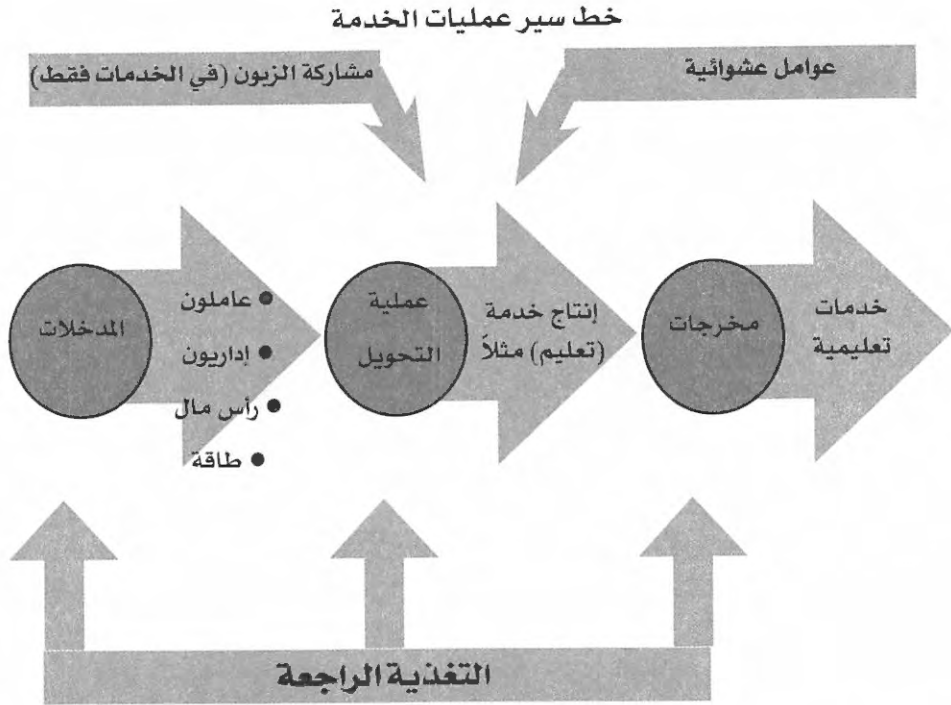 خط سير عمليات الخدمة
مشاركة الزبون (في الخدمات فقط)
عوامل عشوائية
المدخلات
● عاملون
● إداريون
● رأس مال
● طاقة
عملية
التحويل
إنتاج خدمة
(تعليم) مثلاً
مخرجات
خدمات
تعليمية
التغذية الراجعة